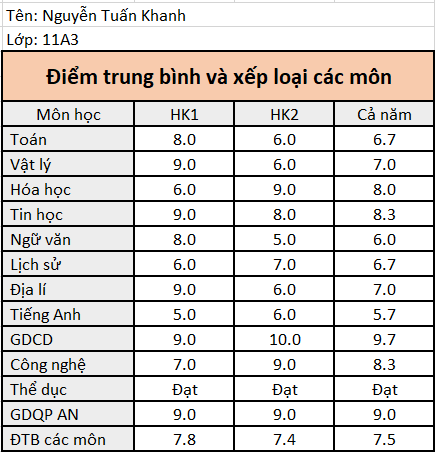 Tên: Nguyễn Tuấn Khanh
Lớp: 11A3
Điểm trung bình và xếp loại các môn
Môn học HK1 HK2 Cả năm
Toán 8.0 6.0 6.7
Vật lý 9.0 6.0 7.0
Hóa học 6.0 9.0 8.0
Tin học 9.0 8.0 8.3
Ngữ văn 8.0 5.0 6.0
Lịch sử 6.0 7.0 6.7
Địa lí 9.0 6.0 7.0
Tiếng Anh 5.0 6.0 5.7
GDCD 9.0 10.0 9.7
Công nghệ 7.0 9.0 8.3
Thể dục Đạt Đạt Đạt
GDQP AN 9.0 9.0 9.0
ĐTB các môn 7.8 7.4 7.5